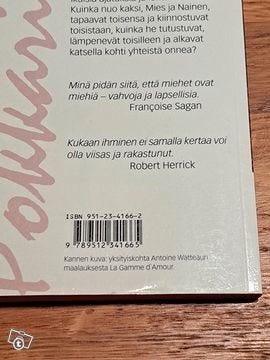 Kuinka nuo kaksi, Mies ja Nainen,
tapaavat toisensa ja kiinnostuvat
toisistaan, kuinka he tutustuvat,
lämpenevät toisilleen ja alkavat
katsella kohti yhteistä onnea?
Minä pidän siitä, että miehet ovat
miehiä – vahvoja ja lapsellisia.
Françoise Sagan
Kukaan ihminen ei samalla kertaa voi
olla viisas ja rakastunut.
Robert Herrick
Pokkari
ISBN 951-23-4166-2
9 789512 341665
Kannen kuva: yksityiskohta Antoine Watteaun
maalauksesta La Gamme d'Amour.
tori